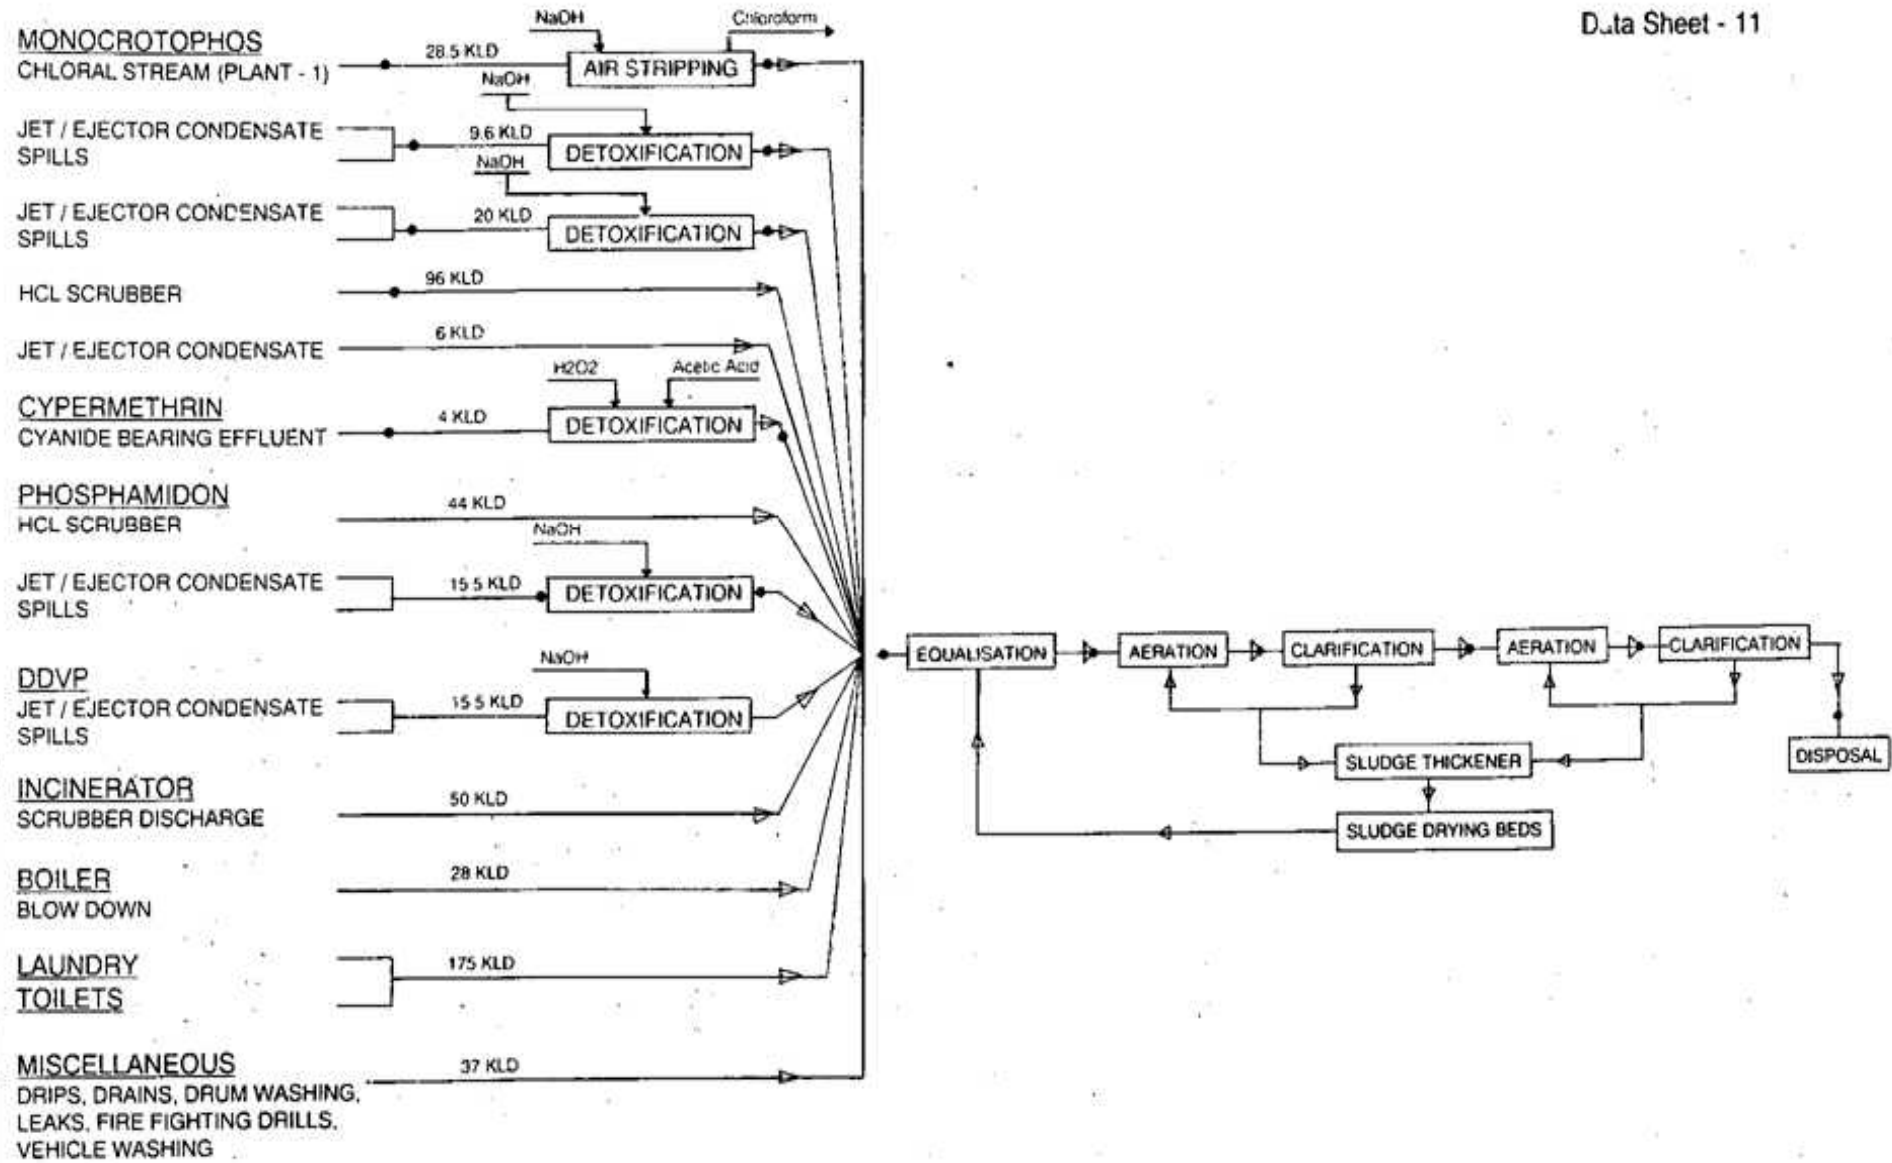 Data Sheet - 11
NaOH
Chloroform
MONOCROTOPHOS
CHLORAL STREAM (PLANT - 1)
28.5 KLD
AIR STRIPPING
NaOH
JET / EJECTOR CONDENSATE
SPILLS
9.6 KLD
DETOXIFICATION
NaOH
JET / EJECTOR CONDENSATE
SPILLS
20 KLD
DETOXIFICATION
HCL SCRUBBER
96 KLD
JET / EJECTOR CONDENSATE
6 KLD
H2O2
Acetic Acid
CYPERMETHRIN
CYANIDE BEARING EFFLUENT
4 KLD
DETOXIFICATION
PHOSPHAMIDON
HCL SCRUBBER
44 KLD
NaOH
JET / EJECTOR CONDENSATE
SPILLS
15 5 KLD
DETOXIFICATION
NaOH
DDVP
JET / EJECTOR CONDENSATE
SPILLS
15 5 KLD
DETOXIFICATION
INCINERATOR
SCRUBBER DISCHARGE
50 KLD
BOILER
BLOW DOWN
28 KLD
LAUNDRY
TOILETS
175 KLD
MISCELLANEOUS
DRIPS, DRAINS, DRUM WASHING,
LEAKS, FIRE FIGHTING DRILLS,
VEHICLE WASHING
37 KLD
EQUALISATION
AERATION
CLARIFICATION
AERATION
CLARIFICATION
SLUDGE THICKENER
DISPOSAL
SLUDGE DRYING BEDS